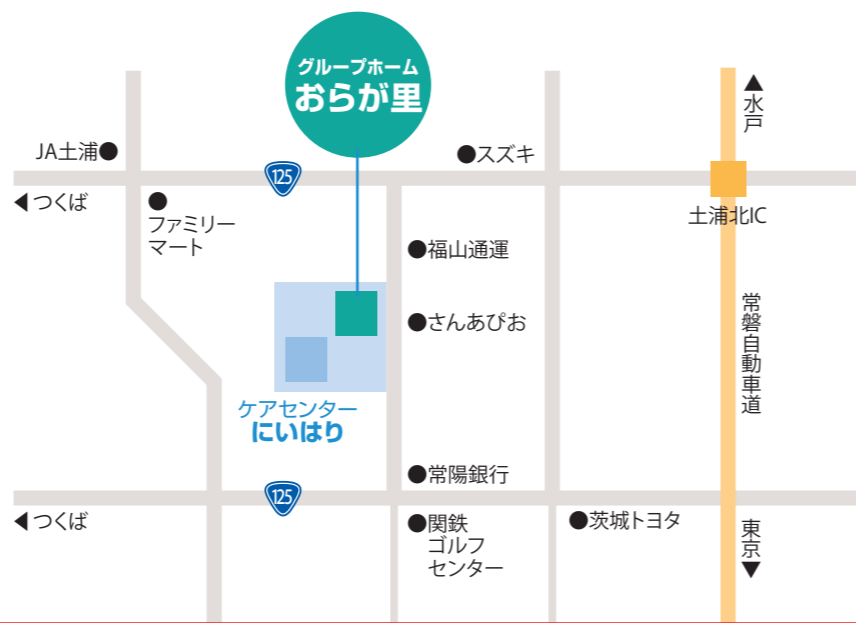 グループホーム
おらが里
水戸
JA土浦
125
スズキ
つくば
ファミリー
マート
土浦北IC
福山通運
さんあぴお
常磐自動車道
ケアセンター
にいはり
常陽銀行
125
つくば
関鉄
ゴルフ
センター
茨城トヨタ
東京